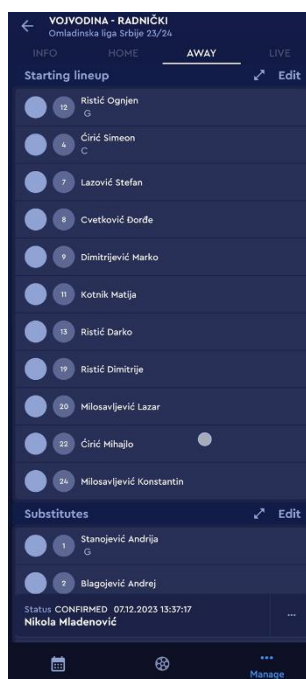 VOJVODINA - RADNIČKI
Omladinska liga Srbije 23/24
INFO HOME AWAY LIVE
Starting lineup Edit
12 Ristić Ognjen
G
4 Ćirić Simeon
C
7 Lazović Stefan
8 Cvetković Đorđe
9 Dimitrijević Marko
11 Kotnik Matija
13 Ristić Darko
19 Ristić Dimitrije
20 Milosavljević Lazar
22 Ćirić Mihajlo
24 Milosavljević Konstantin
Substitutes Edit
1 Stanojević Andrija
G
2 Blagojević Andrej
Status CONFIRMED 07.12.2023 13:37:17
Nikola Mladenović
Manage